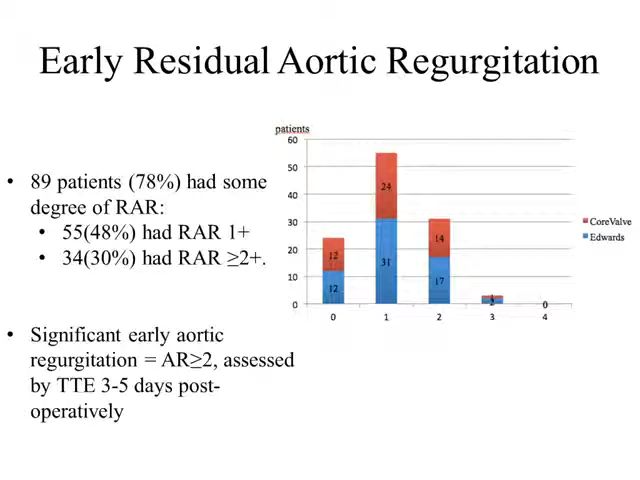 Early Residual Aortic Regurgitation
• 89 patients (78%) had some
degree of RAR:
• 55(48%) had RAR 1+
• 34(30%) had RAR ≥2+.
• Significant early aortic
regurgitation = AR≥2, assessed
by TTE 3-5 days post-
operatively
patients
60
50
40
30
20
10
0
12
24
14
1
12
31
17
2
0
0 1 2 3 4
CoreValve
Edwards